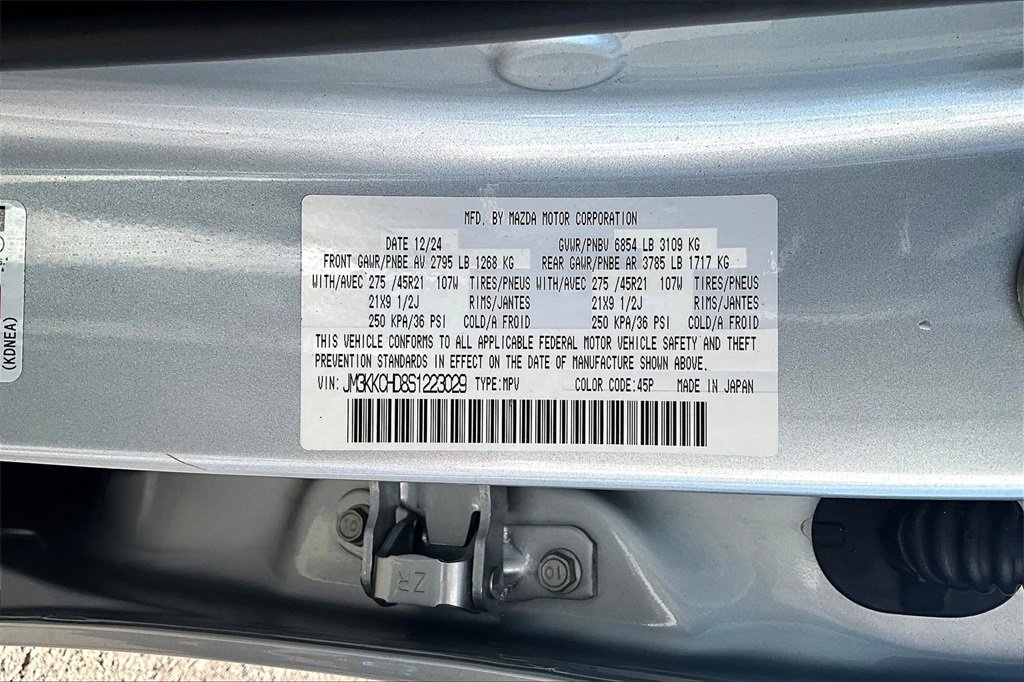 MFD. BY MAZDA MOTOR CORPORATION
DATE 12/24 GVWR/PNBV 6854 LB 3109 KG
FRONT GAWR/PNBE AV 2795 LB 1268 KG REAR GAWR/PNBE AR 3785 LB 1717 KG
WITH/AVEC 275 /45R21 107W TIRES/PNEUS WITH/AVEC 275 /45R21 107W TIRES/PNEUS
21X9 1/2J RIMS/JANTES 21X9 1/2J RIMS/JANTES
250 KPA/36 PSI COLD/A FROID 250 KPA/36 PSI COLD/A FROID
THIS VEHICLE CONFORMS TO ALL APPLICABLE FEDERAL MOTOR VEHICLE SAFETY AND THEFT
PREVENTION STANDARDS IN EFFECT ON THE DATE OF MANUFACTURE SHOWN ABOVE.
VIN: JM3KKCHD8S1223029 TYPE:MPV COLOR CODE:45P MADE IN JAPAN
(KDNEA)
ZR
10